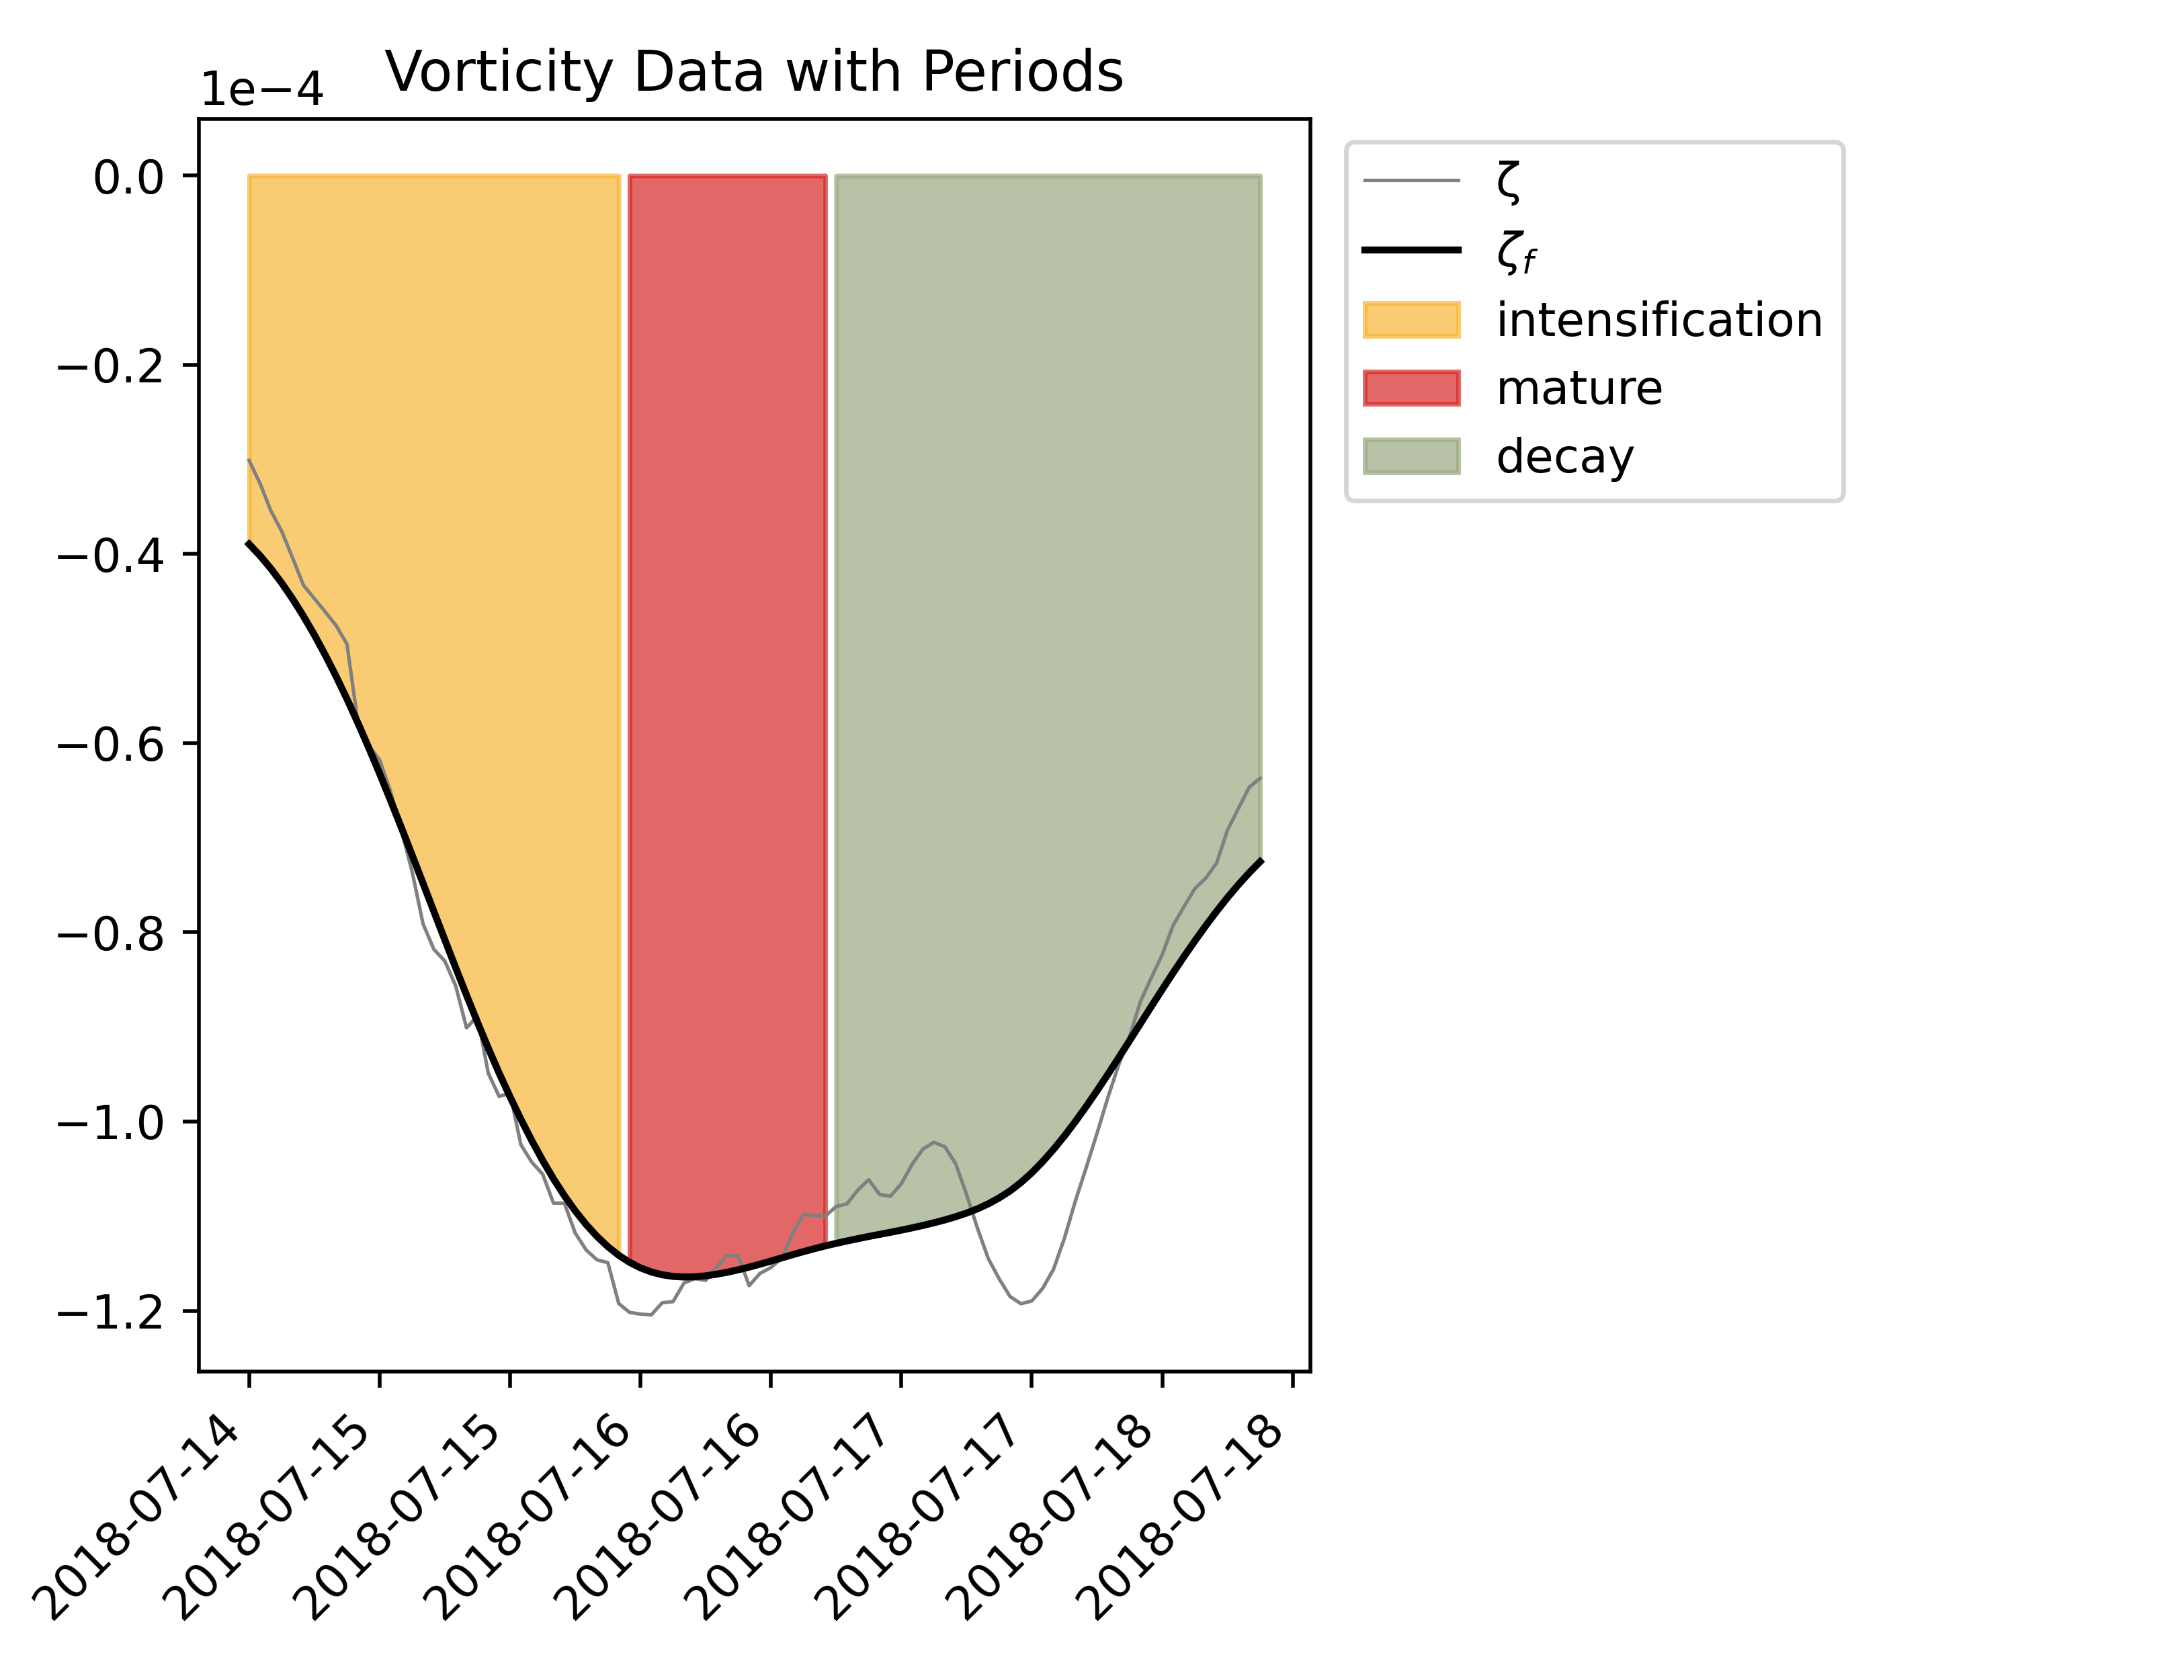 Vorticity Data with Periods
1e−4
0.0
−0.2
−0.4
−0.6
−0.8
−1.0
−1.2
2018-07-14
2018-07-15
2018-07-15
2018-07-16
2018-07-16
2018-07-17
2018-07-17
2018-07-18
2018-07-18
ζ
ζf
intensification
mature
decay